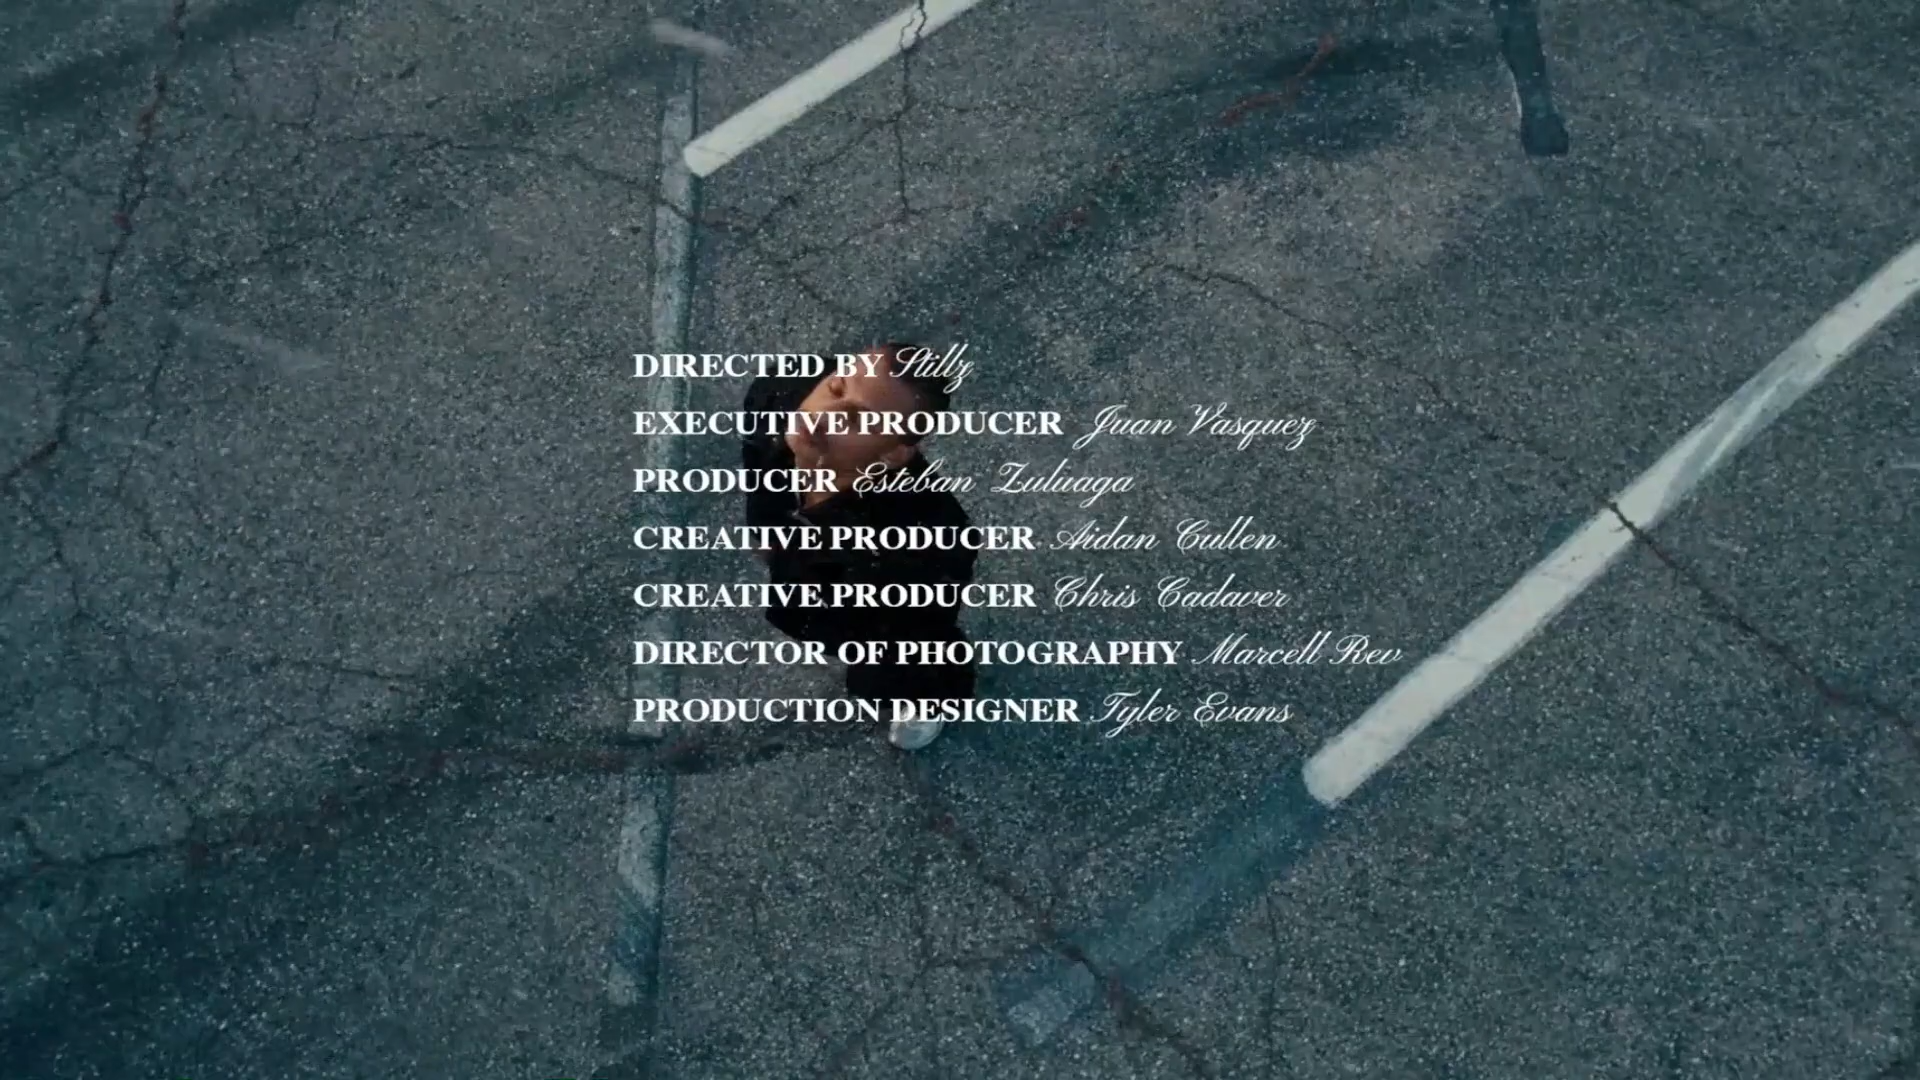 DIRECTED BY Stillz
EXECUTIVE PRODUCER Juan Vasquez
PRODUCER Esteban Zuluaga
CREATIVE PRODUCER Aidan Cullen
CREATIVE PRODUCER Chris Cadaver
DIRECTOR OF PHOTOGRAPHY Marcell Rev
PRODUCTION DESIGNER Tyler Evans